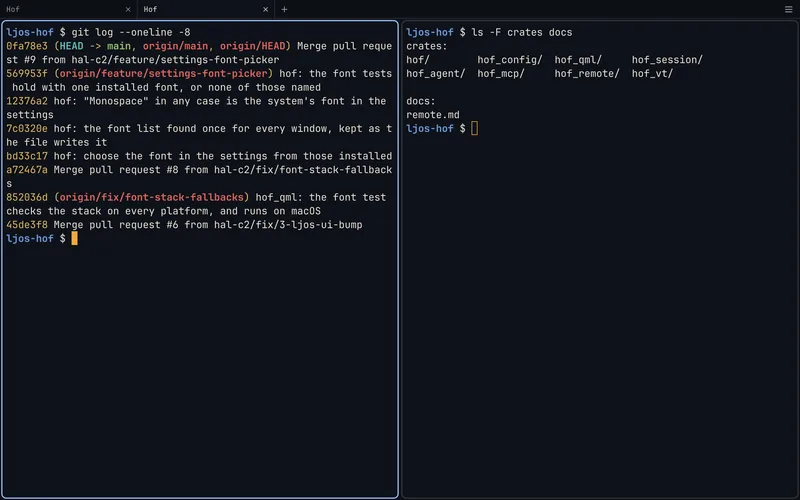 Hof × Hof × +
ljos-hof $ git log --oneline -8
0fa78e3 (HEAD -> main, origin/main, origin/HEAD) Merge pull reque
st #9 from hal-c2/feature/settings-font-picker
569953f (origin/feature/settings-font-picker) hof: the font tests
 hold with one installed font, or none of those named
12376a2 hof: "Monospace" in any case is the system's font in the
settings
7c0320e hof: the font list found once for every window, kept as t
he file writes it
bd33c17 hof: choose the font in the settings from those installed
a72467a Merge pull request #8 from hal-c2/fix/font-stack-fallback
s
852036d (origin/fix/font-stack-fallbacks) hof_qml: the font test
checks the stack on every platform, and runs on macOS
45de3f8 Merge pull request #6 from hal-c2/fix/3-ljos-ui-bump
ljos-hof $
ljos-hof $ ls -F crates docs
crates:
hof/ hof_config/ hof_qml/ hof_session/
hof_agent/ hof_mcp/ hof_remote/ hof_vt/

docs:
remote.md
ljos-hof $